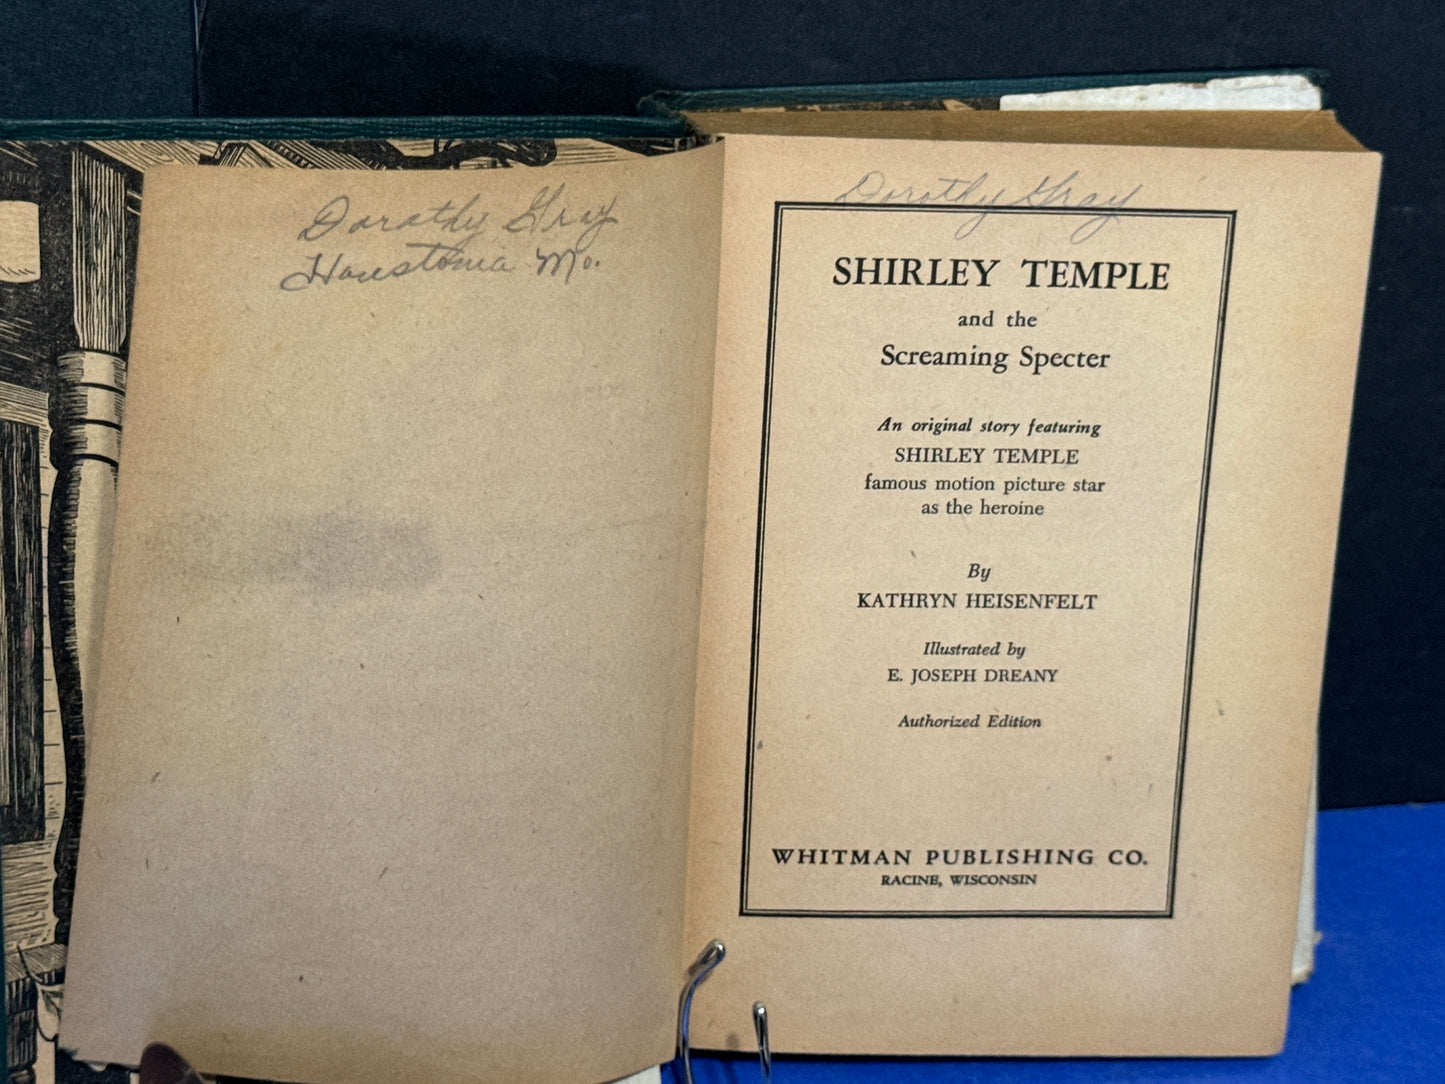 Dorothy Gray
Houstonia Mo.
Dorothy Gray
SHIRLEY TEMPLE
and the
Screaming Specter
An original story featuring
SHIRLEY TEMPLE
famous motion picture star
as the heroine
By
KATHRYN HEISENFELT
Illustrated by
E. JOSEPH DREANY
Authorized Edition
WHITMAN PUBLISHING CO.
RACINE, WISCONSIN